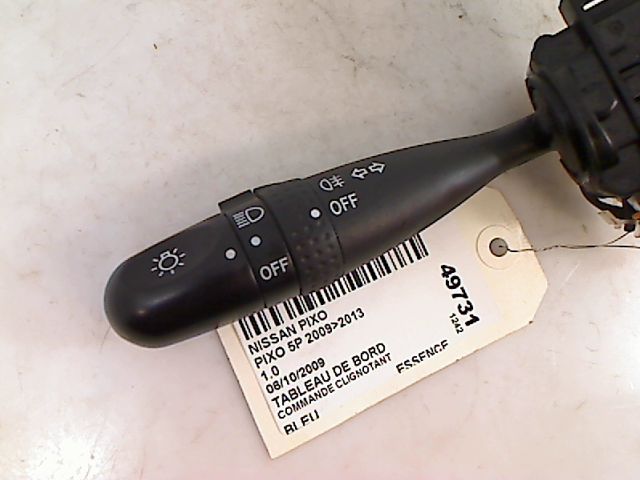 OFF
OFF
49731
1242
NISSAN PIXO
PIXO 5P 2009>2013
1.0
08/10/2009
TABLEAU DE BORD
COMMANDE CLIGNOTANT
ESSENCE
BLEU